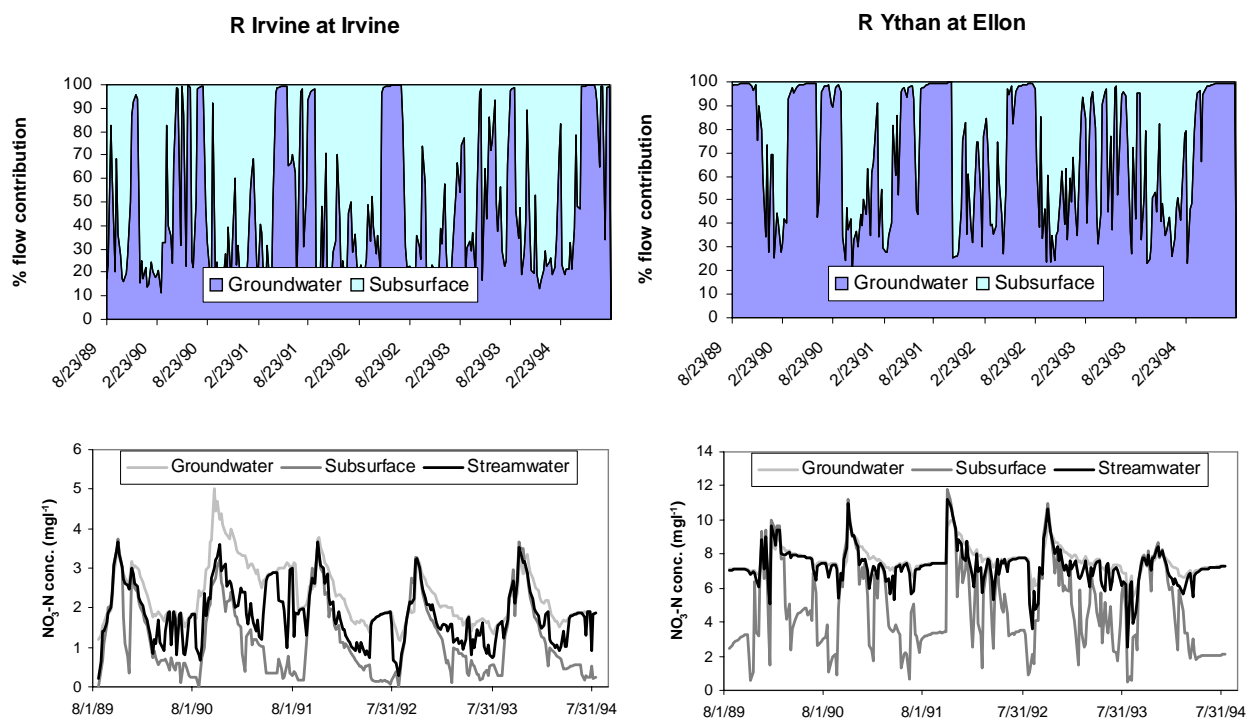 R Irvine at Irvine
R Ythan at Ellon
% flow contribution
100
90
80
70
60
50
40
30
20
10
0
Groundwater Subsurface
8/23/89 2/23/90 8/23/90 2/23/91 8/23/91 2/23/92 8/23/92 2/23/93 8/23/93 2/23/94
% flow contribution
100
90
80
70
60
50
40
30
20
10
0
Groundwater Subsurface
8/23/89 2/23/90 8/23/90 2/23/91 8/23/91 2/23/92 8/23/92 2/23/93 8/23/93 2/23/94
NO3-N conc. (mgl-1)
6
5
4
3
2
1
0
Groundwater Subsurface Streamwater
8/1/89 8/1/90 8/1/91 7/31/92 7/31/93 7/31/94
NO3-N conc. (mgl-1)
14
12
10
8
6
4
2
0
Groundwater Subsurface Streamwater
8/1/89 8/1/90 8/1/91 7/31/92 7/31/93 7/31/94